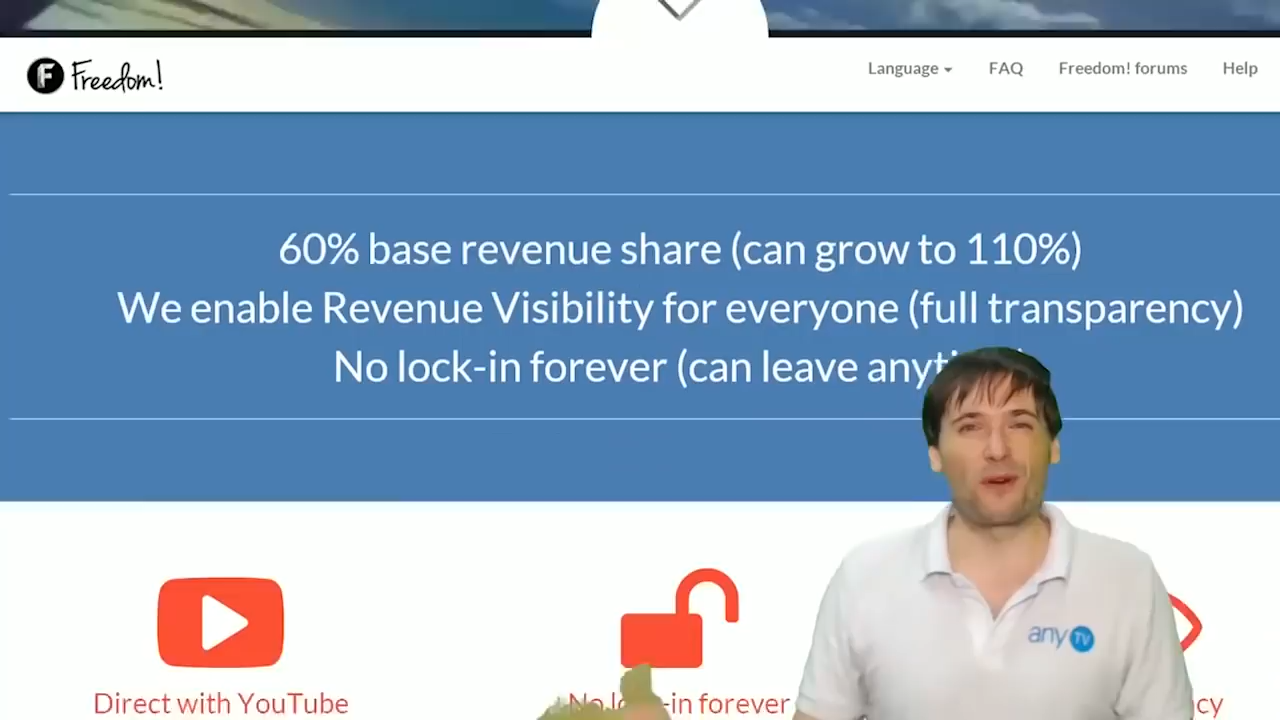 F Freedom!
Language FAQ Freedom! forums Help
60% base revenue share (can grow to 110%)
We enable Revenue Visibility for everyone (full transparency)
No lock-in forever (can leave
any TV
Direct with YouTube
No -in forever